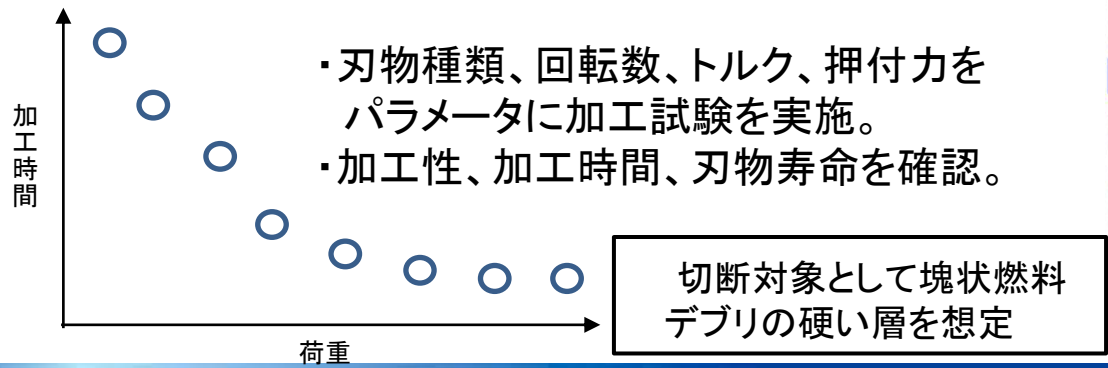 加工時間
・刃物種類、回転数、トルク、押付力を
パラメータに加工試験を実施。
・加工性、加工時間、刃物寿命を確認。
切断対象として塊状燃料
デブリの硬い層を想定
荷重